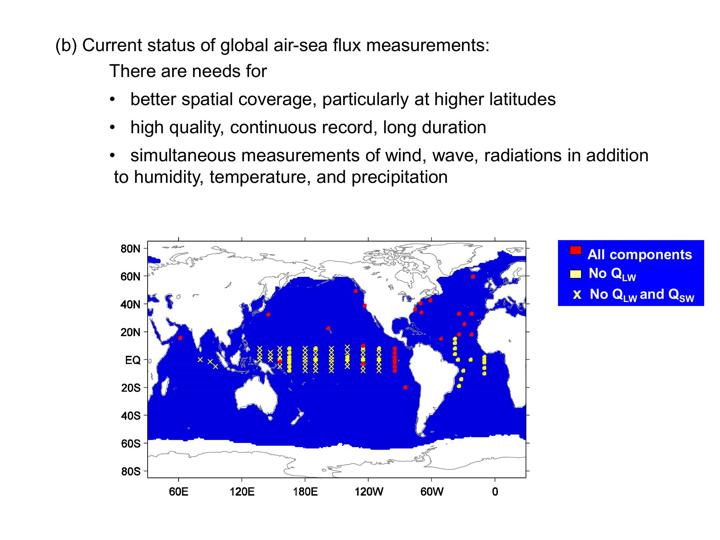 (b) Current status of global air-sea flux measurements:
There are needs for
• better spatial coverage, particularly at higher latitudes
• high quality, continuous record, long duration
• simultaneous measurements of wind, wave, radiations in addition
to humidity, temperature, and precipitation
80N
60N
40N
20N
EQ
20S
40S
60S
80S
60E 120E 180E 120W 60W 0
All components
No QLW
x No QLW and QSW